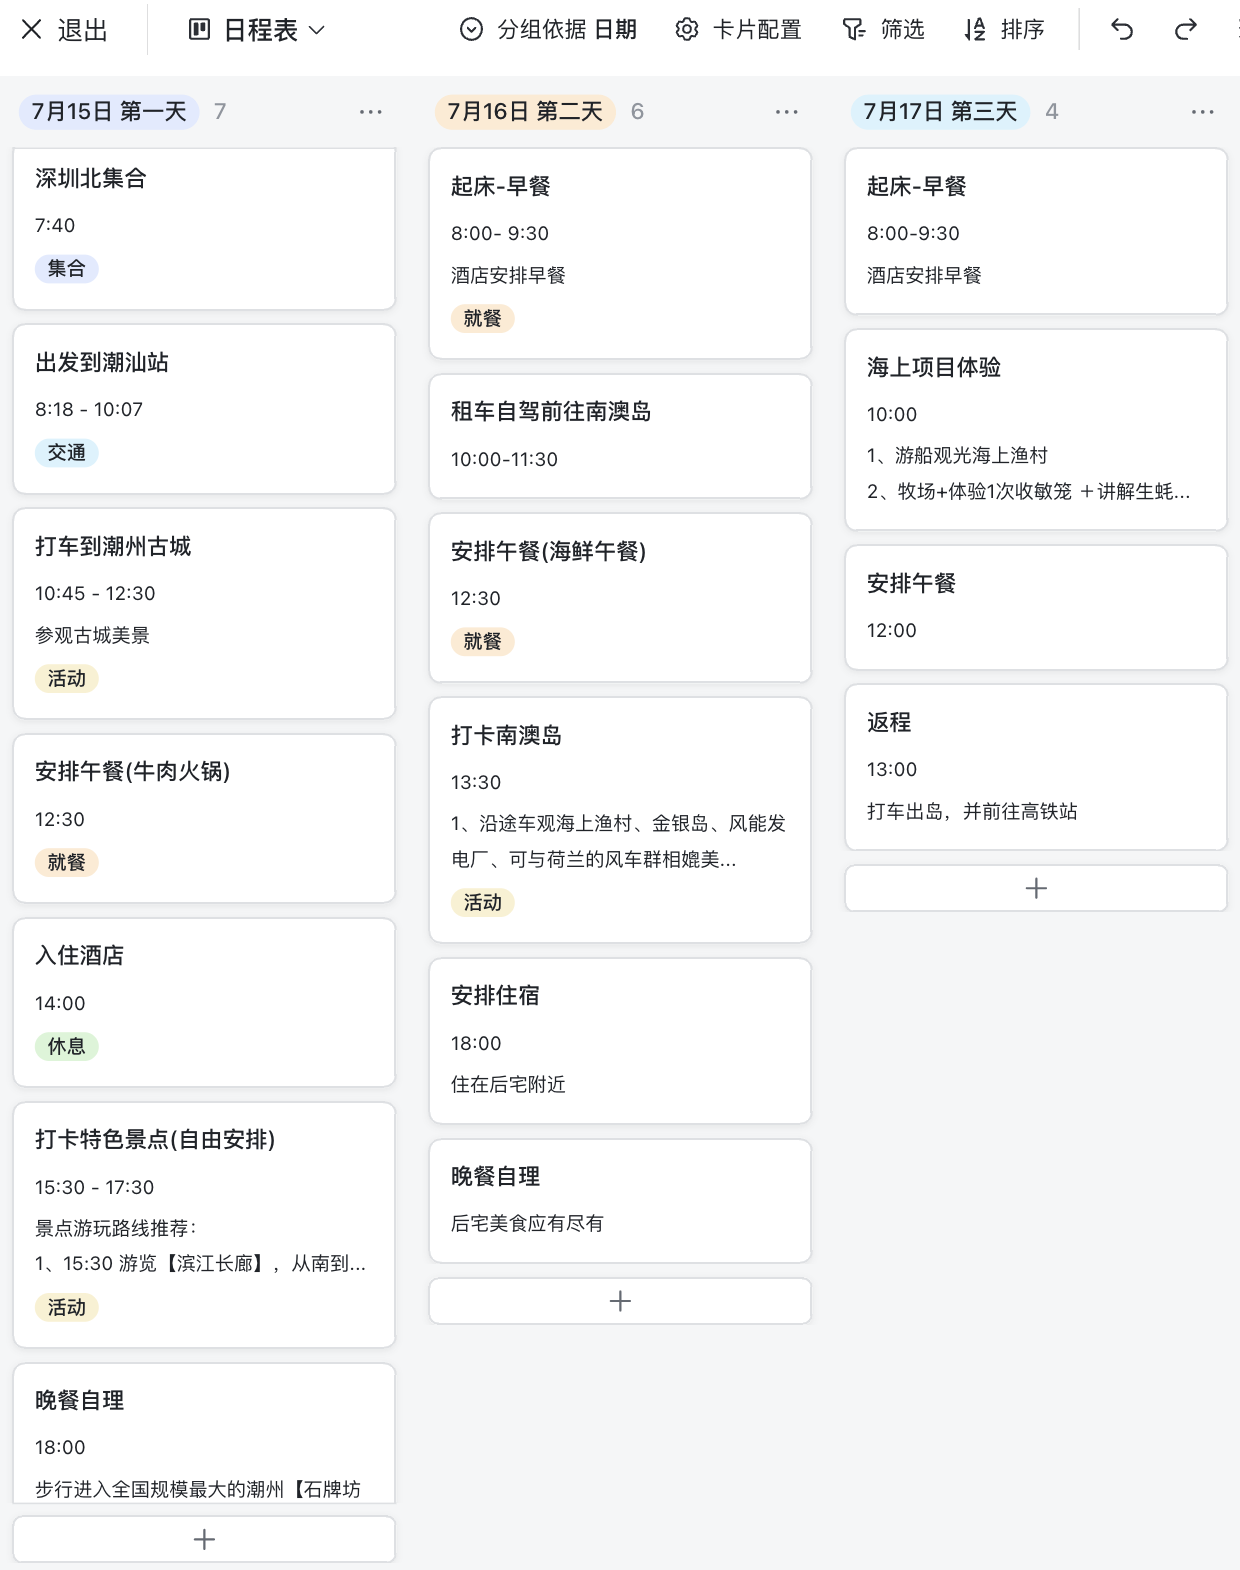 退出
日程表
分组依据 日期
卡片配置
筛选
排序
7月15日 第一天 7
深圳北集合
7:40
集合
出发到潮汕站
8:18 - 10:07
交通
打车到潮州古城
10:45 - 12:30
参观古城美景
活动
安排午餐(牛肉火锅)
12:30
就餐
入住酒店
14:00
休息
打卡特色景点(自由安排)
15:30 - 17:30
景点游玩路线推荐：
1、15:30 游览【滨江长廊】，从南到...
活动
晚餐自理
18:00
步行进入全国规模最大的潮州【石牌坊
7月16日 第二天 6
起床-早餐
8:00- 9:30
酒店安排早餐
就餐
租车自驾前往南澳岛
10:00-11:30
安排午餐(海鲜午餐)
12:30
就餐
打卡南澳岛
13:30
1、沿途车观海上渔村、金银岛、风能发
电厂、可与荷兰的风车群相媲美...
活动
安排住宿
18:00
住在后宅附近
晚餐自理
后宅美食应有尽有
7月17日 第三天 4
起床-早餐
8:00-9:30
酒店安排早餐
海上项目体验
10:00
1、游船观光海上渔村
2、牧场+体验1次收敏笼 ＋讲解生蚝...
安排午餐
12:00
返程
13:00
打车出岛，并前往高铁站